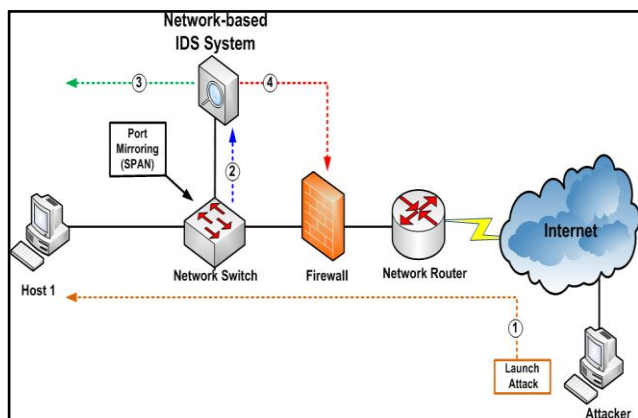 Network-based
IDS System
3
4
Port
Mirroring
(SPAN)
2
Internet
Network Switch
Firewall
Network Router
Host 1
1
Launch
Attack
Attacker